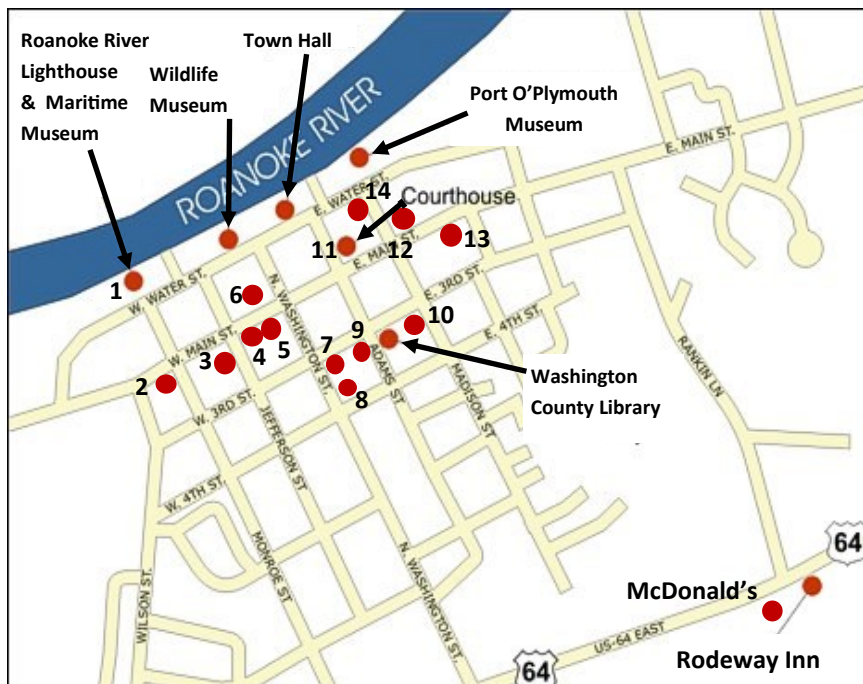 Roanoke River
Lighthouse
& Maritime
Museum
Wildlife
Museum
Town Hall
Port O'Plymouth
Museum
ROANOKE RIVER
E. WATER ST.
14
Courthouse
E. MAIN ST.
11
12
13
E. MAIN ST.
1
W. WATER ST.
6
N. WASHINGTON ST.
E. 3RD ST.
10
E. 4TH ST.
W. MAIN ST.
4
5
7
9
3
2
8
ADAMS ST
MADISON ST
RANKIN LN
Washington
County Library
W. 3RD ST.
JEFFERSON ST
W. 4TH ST.
MONROE ST
WILSON ST.
N. WASHINGTON ST.
64
McDonald's
US-64 EAST
64
Rodeway Inn